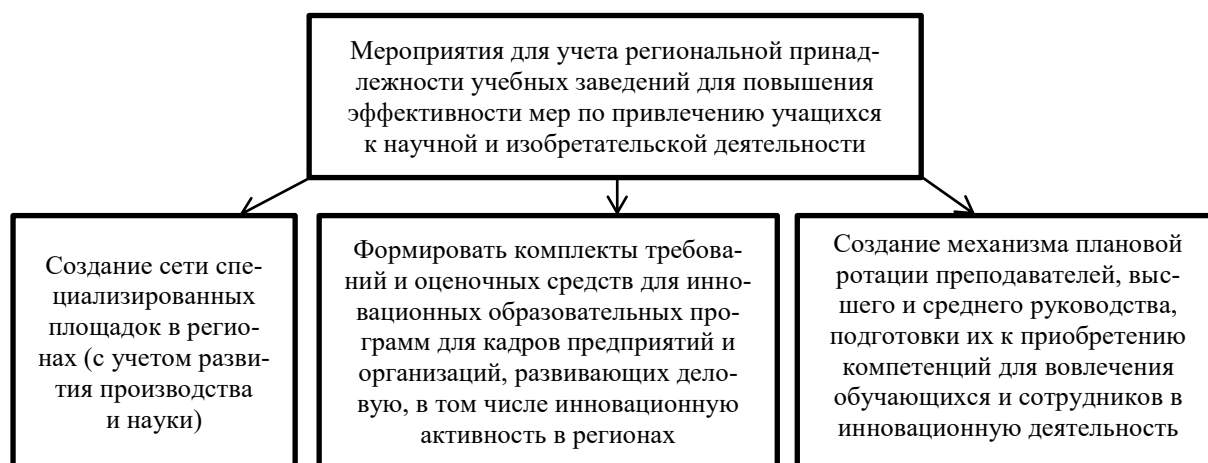 Мероприятия для учета региональной принад-
лежности учебных заведений для повышения
эффективности мер по привлечению учащихся
к научной и изобретательской деятельности
Создание сети спе-
циализированных
площадок в регио-
нах (с учетом разви-
тия производства
и науки)
Формировать комплекты требова-
ний и оценочных средств для инно-
вационных образовательных про-
грамм для кадров предприятий и
организаций, развивающих дело-
вую, в том числе инновационную
активность в регионах
Создание механизма плановой
ротации преподавателей, выс-
шего и среднего руководства,
подготовки их к приобретению
компетенций для вовлечения
обучающихся и сотрудников в
инновационную деятельность